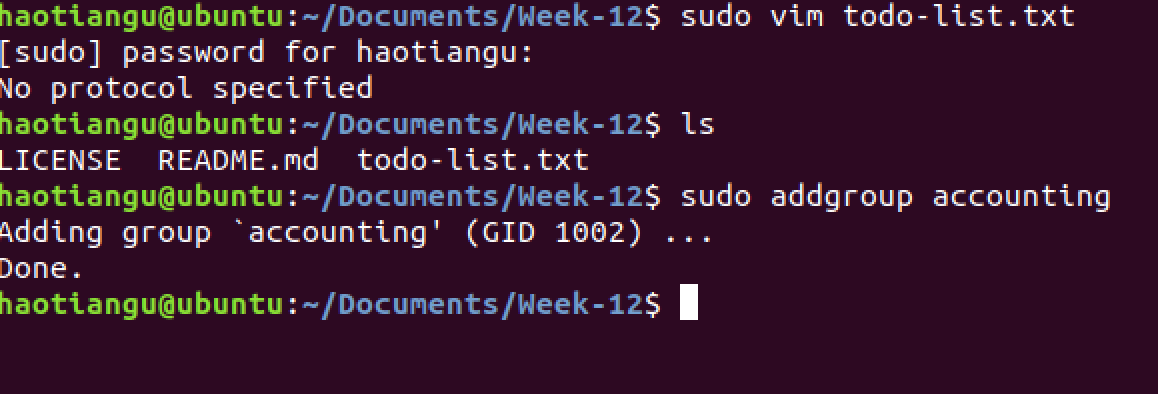 haotiangu@ubuntu:~/Documents/Week-12$ sudo vim todo-list.txt
[sudo] password for haotiangu:
No protocol specified
haotiangu@ubuntu:~/Documents/Week-12$ ls
LICENSE  README.md  todo-list.txt
haotiangu@ubuntu:~/Documents/Week-12$ sudo addgroup accounting
Adding group `accounting' (GID 1002) ...
Done.
haotiangu@ubuntu:~/Documents/Week-12$